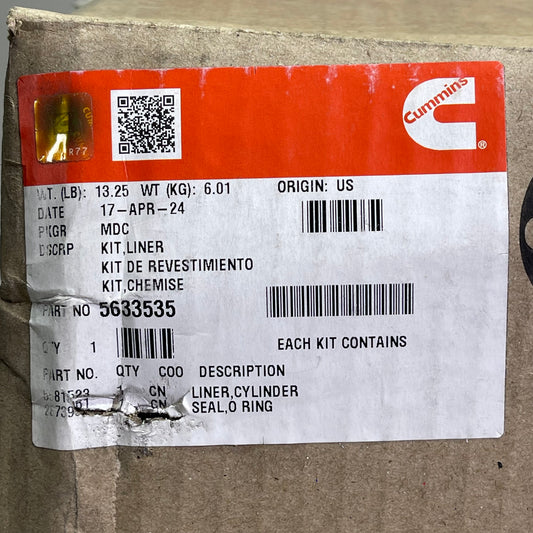 Cummins
®
R77
WT. (LB): 13.25 WT (KG): 6.01 ORIGIN: US
DATE 17-APR-24
PKGR MDC
DSCRP KIT,LINER
KIT DE REVESTIMIENTO
KIT,CHEMISE
PART NO 5633535
QTY 1 EACH KIT CONTAINS
PART NO. QTY COO DESCRIPTION
CN LINER,CYLINDER
CN SEAL,O RING